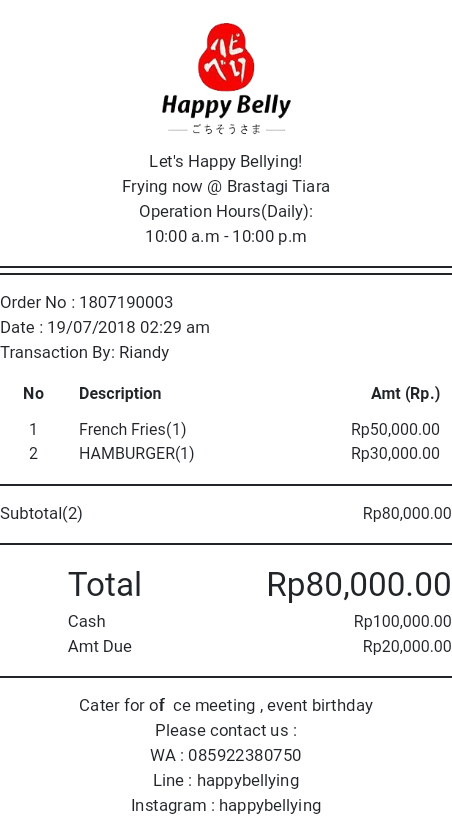 ハピ
べり
Happy Belly
ごちそうさま
Let's Happy Bellying!
Frying now @ Brastagi Tiara
Operation Hours(Daily):
10:00 a.m - 10:00 p.m
Order No : 1807190003
Date : 19/07/2018 02:29 am
Transaction By: Riandy
No Description Amt (Rp.)
1 French Fries(1) Rp50,000.00
2 HAMBURGER(1) Rp30,000.00
Subtotal(2) Rp80,000.00
Total Rp80,000.00
Cash Rp100,000.00
Amt Due Rp20,000.00
Cater for of ce meeting , event birthday
Please contact us :
WA : 085922380750
Line : happybellying
Instagram : happybellying